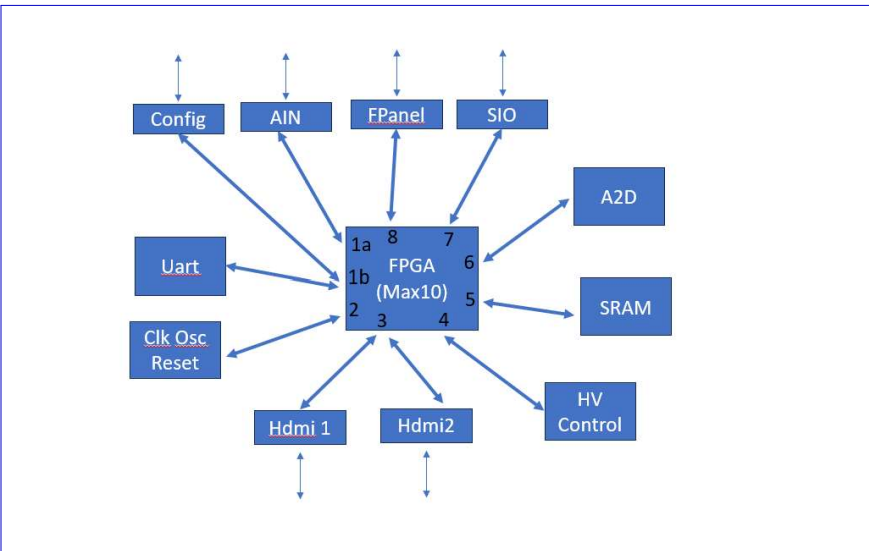 Config
AIN
FPanel
SIO
A2D
1a
8
7
6
FPGA
Uart
1b
(Max10)
5
SRAM
2
3
4
Clk Osc
Reset
Hdmi 1
Hdmi2
HV
Control